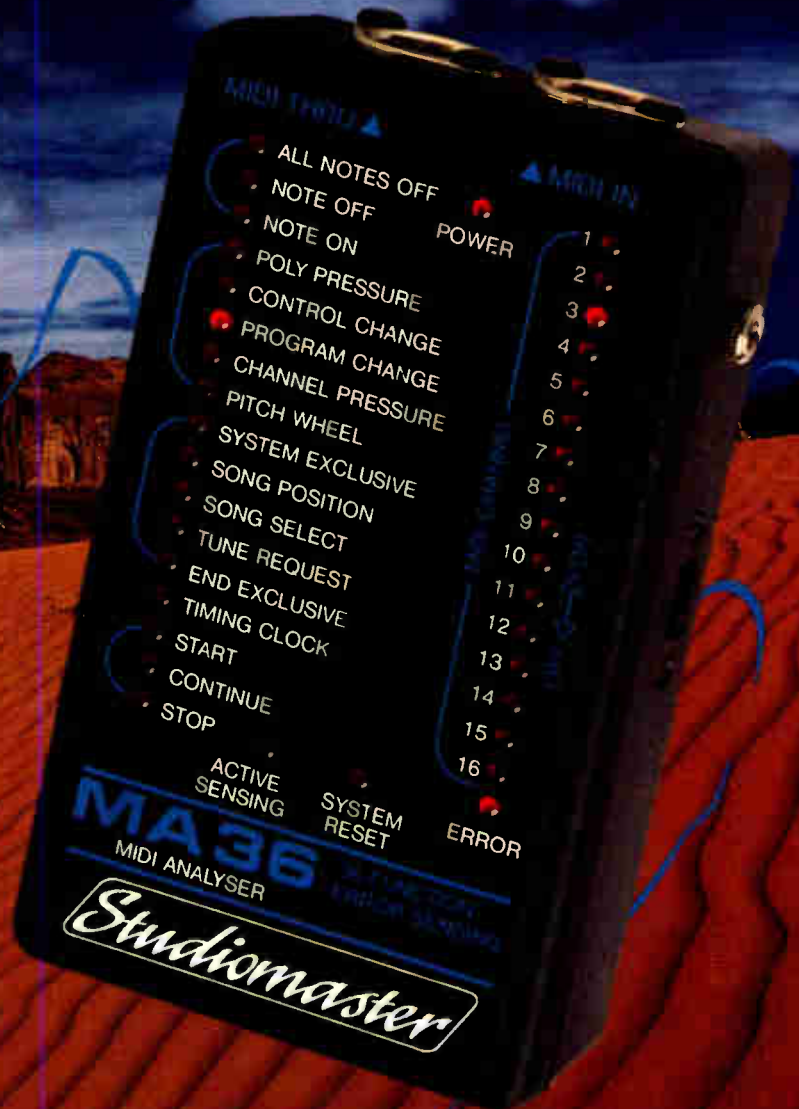 MIDI THRU ▲
▲ MIDI IN
ALL NOTES OFF
NOTE OFF
NOTE ON
POLY PRESSURE
CONTROL CHANGE
PROGRAM CHANGE
CHANNEL PRESSURE
PITCH WHEEL
SYSTEM EXCLUSIVE
SONG POSITION
SONG SELECT
TUNE REQUEST
END EXCLUSIVE
TIMING CLOCK
START
CONTINUE
STOP
POWER
1
2
3
4
5
6
7
8
9
10
11
12
13
14
15
16
ACTIVE
SENSING
SYSTEM
RESET
ERROR
MA36
MIDI ANALYSER
ERROR SENSING
Studiomaster